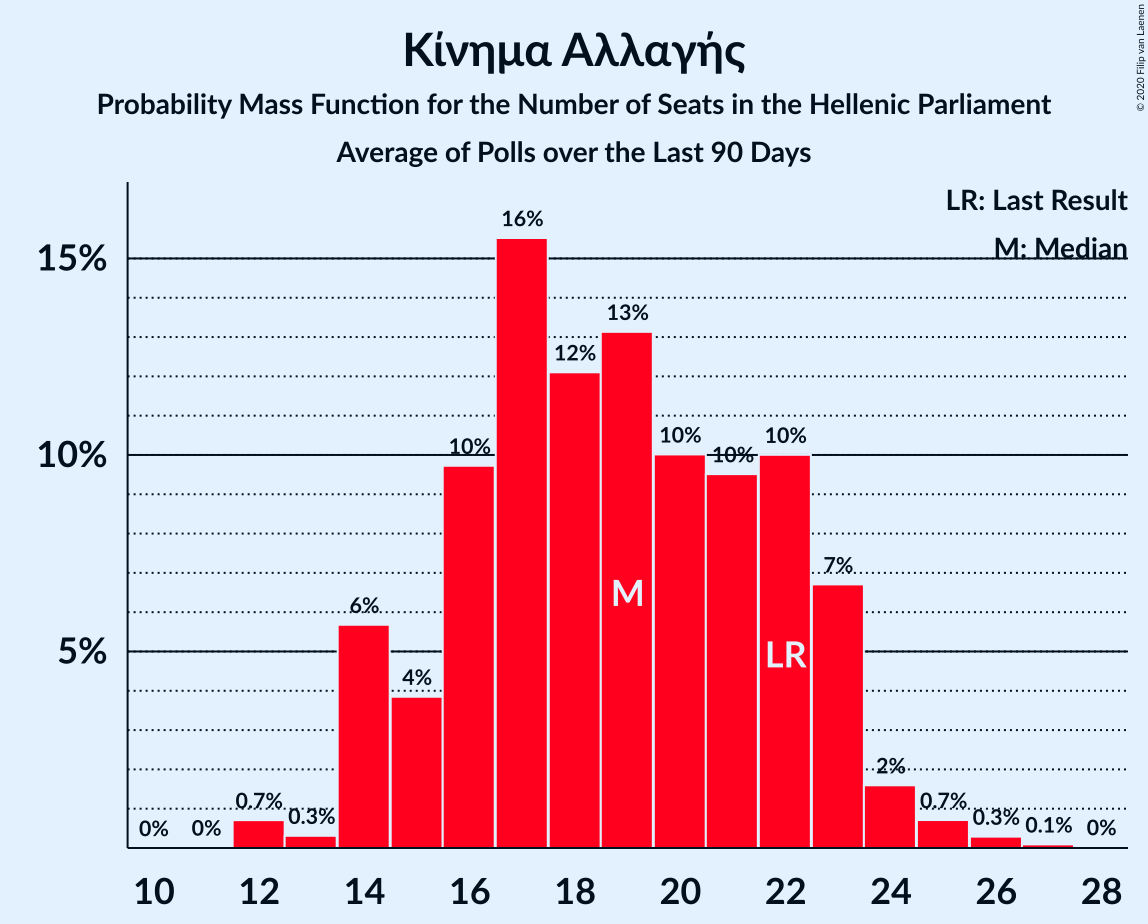 Κίνημα Αλλαγής
Probability Mass Function for the Number of Seats in the Hellenic Parliament
Average of Polls over the Last 90 Days
© 2020 Filip van Laenen
LR: Last Result
M: Median
15%
10%
5%
0%
0%
0.7%
0.3%
6%
4%
10%
16%
12%
13%
10%
10%
10%
7%
2%
0.7%
0.3%
0.1%
0%
M
LR
10 12 14 16 18 20 22 24 26 28